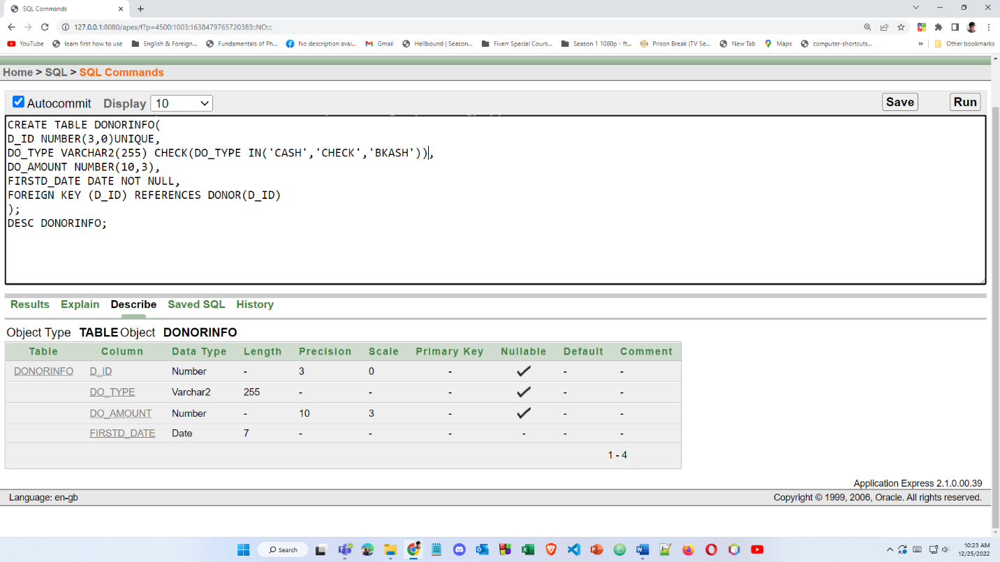 SQL Commands
127.0.0.1:8080/apex/f?p=4500:1003:1638479765720383::NO:::
YouTube learn first how to use English & Foreign... Fundamentals of Ph... No description avai... Gmail Hellbound | Season... Fiverr Special Cours... Season 1 1080p - ft... Prison Break (TV Se... New Tab Maps computer-shortcuts... » Other bookmarks
Home > SQL > SQL Commands
Autocommit Display 10 Save Run
CREATE TABLE DONORINFO(
D_ID NUMBER(3,0)UNIQUE,
DO_TYPE VARCHAR2(255) CHECK(DO_TYPE IN('CASH','CHECK','BKASH')),
DO_AMOUNT NUMBER(10,3),
FIRSTD_DATE DATE NOT NULL,
FOREIGN KEY (D_ID) REFERENCES DONOR(D_ID)
);
DESC DONORINFO;
Results Explain Describe Saved SQL History
Object Type TABLE Object DONORINFO
Table Column Data Type Length Precision Scale Primary Key Nullable Default Comment
DONORINFO D_ID Number - 3 0 - ✓ - -
DO_TYPE Varchar2 255 - - - ✓ - -
DO_AMOUNT Number - 10 3 - ✓ - -
FIRSTD_DATE Date 7 - - - - - -
1 - 4
Application Express 2.1.0.00.39
Language: en-gb Copyright © 1999, 2006, Oracle. All rights reserved.
Search
10:23 AM
12/25/2022